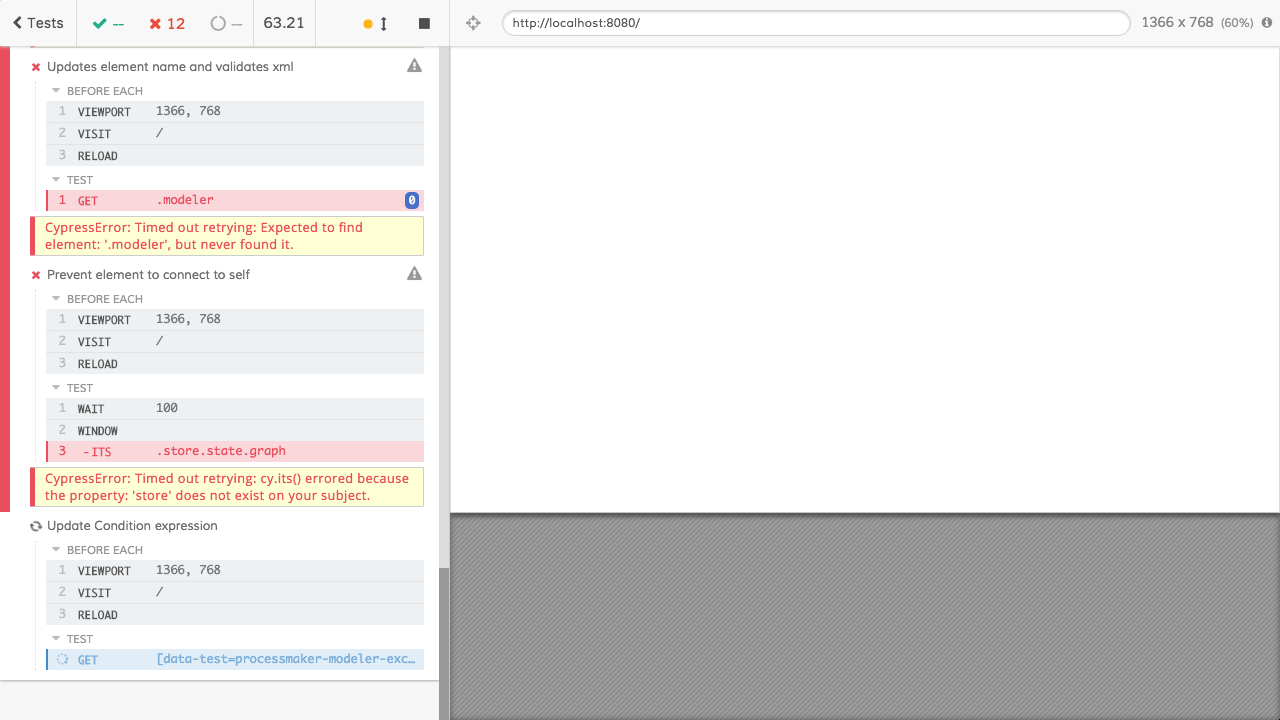 Tests
--
12
--
63.21
http://localhost:8080/
1366 x 768 (60%)
Updates element name and validates xml
BEFORE EACH
1 VIEWPORT 1366, 768
2 VISIT /
3 RELOAD
TEST
1 GET .modeler 0
CypressError: Timed out retrying: Expected to find
element: '.modeler', but never found it.
Prevent element to connect to self
BEFORE EACH
1 VIEWPORT 1366, 768
2 VISIT /
3 RELOAD
TEST
1 WAIT 100
2 WINDOW
3 -ITS .store.state.graph
CypressError: Timed out retrying: cy.its() errored because
the property: 'store' does not exist on your subject.
Update Condition expression
BEFORE EACH
1 VIEWPORT 1366, 768
2 VISIT /
3 RELOAD
TEST
GET [data-test=processmaker-modeler-exc…